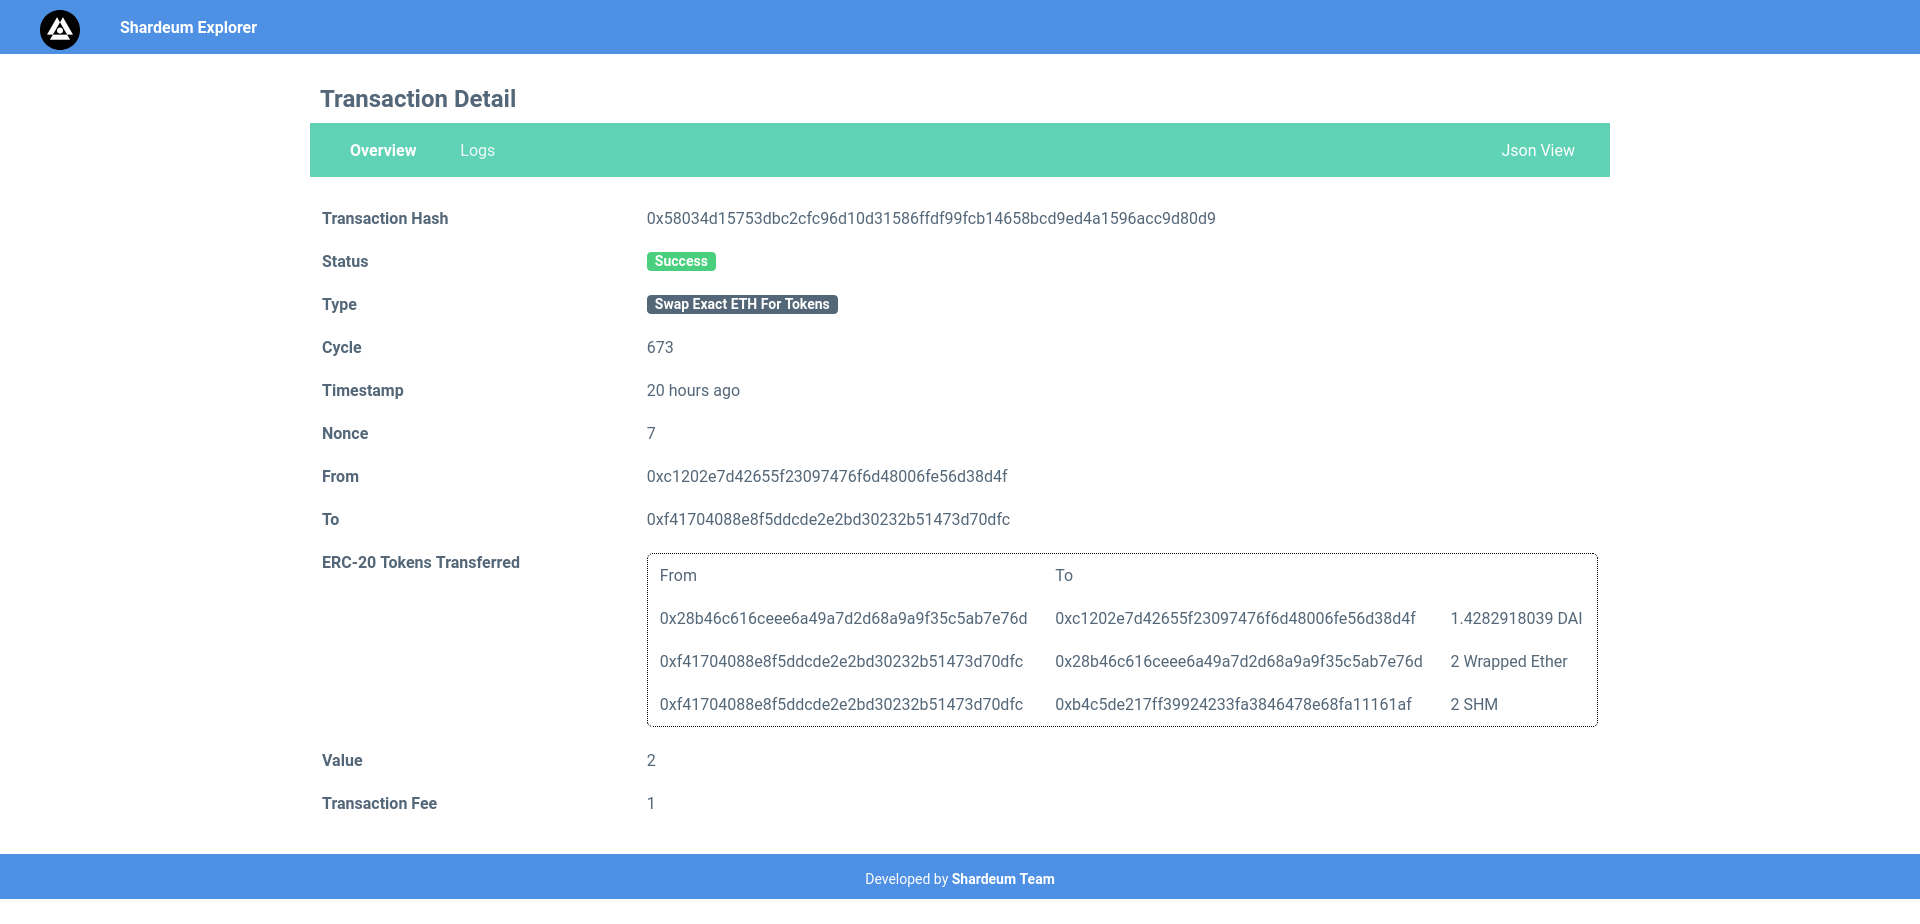 Shardeum Explorer
Transaction Detail
Overview Logs Json View
Transaction Hash 0x58034d15753dbc2cfc96d10d31586ffdf99fcb14658bcd9ed4a1596acc9d80d9
Status Success
Type Swap Exact ETH For Tokens
Cycle 673
Timestamp 20 hours ago
Nonce 7
From 0xc1202e7d42655f23097476f6d48006fe56d38d4f
To 0xf41704088e8f5ddcde2e2bd30232b51473d70dfc
ERC-20 Tokens Transferred
From To
0x28b46c616ceee6a49a7d2d68a9a9f35c5ab7e76d 0xc1202e7d42655f23097476f6d48006fe56d38d4f 1.4282918039 DAI
0xf41704088e8f5ddcde2e2bd30232b51473d70dfc 0x28b46c616ceee6a49a7d2d68a9a9f35c5ab7e76d 2 Wrapped Ether
0xf41704088e8f5ddcde2e2bd30232b51473d70dfc 0xb4c5de217ff39924233fa3846478e68fa11161af 2 SHM
Value 2
Transaction Fee 1
Developed by Shardeum Team